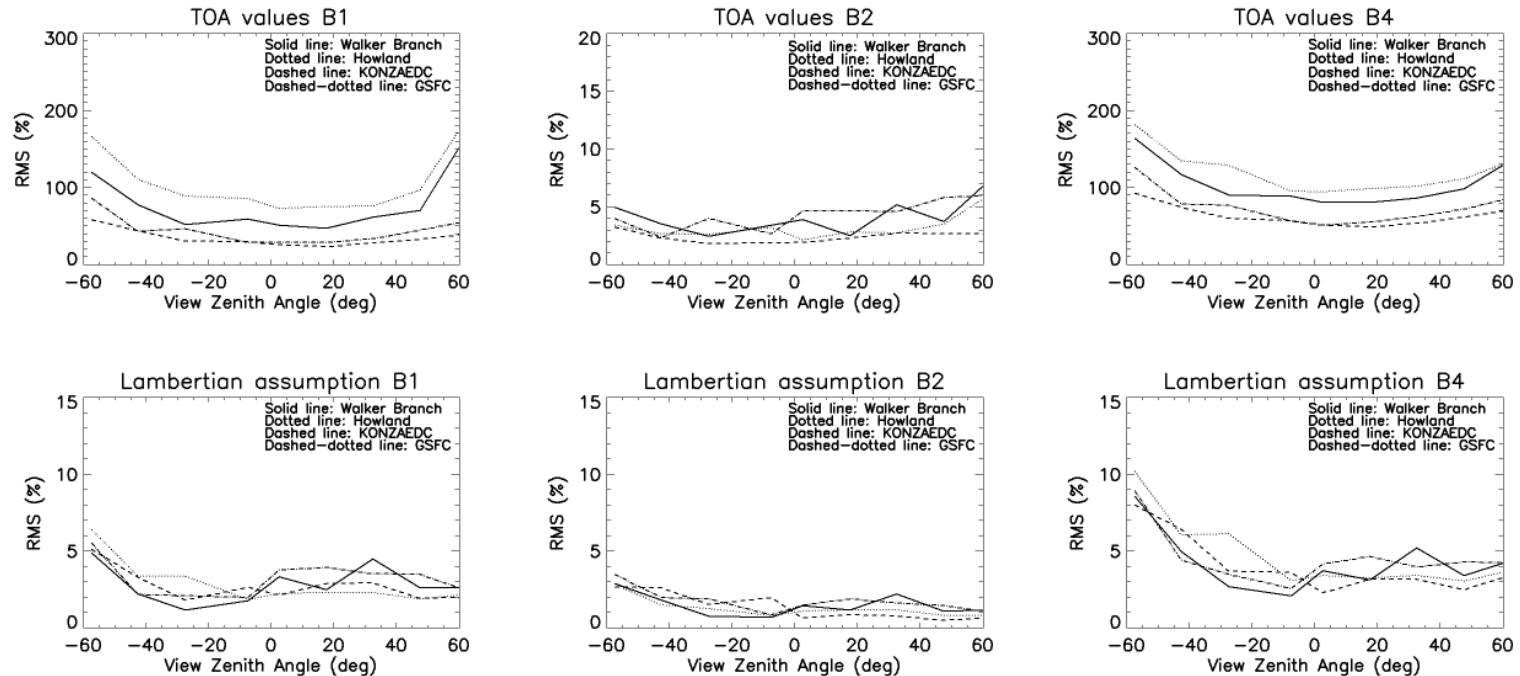 TOA values B1
300
200
100
0
RMS (%)
Solid line: Walker Branch
Dotted line: Howland
Dashed line: KONZAEDC
Dashed-dotted line: GSFC
-60 -40 -20 0 20 40 60
View Zenith Angle (deg)
TOA values B2
20
15
10
5
0
RMS (%)
Solid line: Walker Branch
Dotted line: Howland
Dashed line: KONZAEDC
Dashed-dotted line: GSFC
-60 -40 -20 0 20 40 60
View Zenith Angle (deg)
TOA values B4
300
200
100
0
RMS (%)
Solid line: Walker Branch
Dotted line: Howland
Dashed line: KONZAEDC
Dashed-dotted line: GSFC
-60 -40 -20 0 20 40 60
View Zenith Angle (deg)
Lambertian assumption B1
15
10
5
0
RMS (%)
Solid line: Walker Branch
Dotted line: Howland
Dashed line: KONZAEDC
Dashed-dotted line: GSFC
-60 -40 -20 0 20 40 60
View Zenith Angle (deg)
Lambertian assumption B2
15
10
5
0
RMS (%)
Solid line: Walker Branch
Dotted line: Howland
Dashed line: KONZAEDC
Dashed-dotted line: GSFC
-60 -40 -20 0 20 40 60
View Zenith Angle (deg)
Lambertian assumption B4
15
10
5
0
RMS (%)
Solid line: Walker Branch
Dotted line: Howland
Dashed line: KONZAEDC
Dashed-dotted line: GSFC
-60 -40 -20 0 20 40 60
View Zenith Angle (deg)